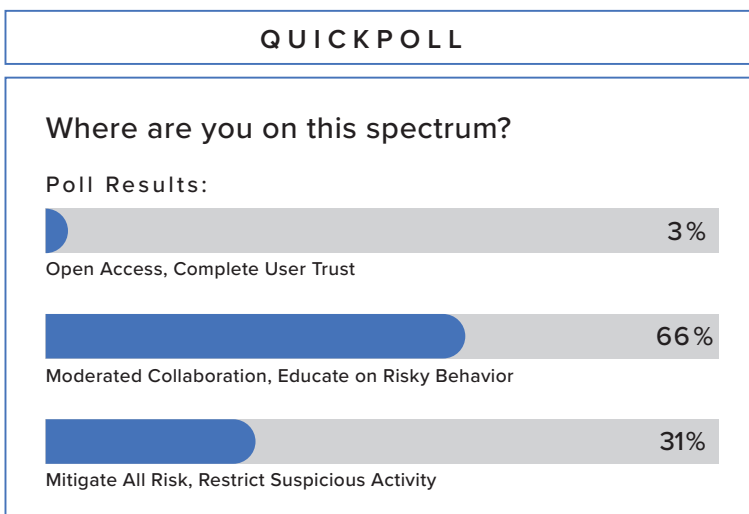 QUICKPOLL
Where are you on this spectrum?
Poll Results:
3%
Open Access, Complete User Trust
66%
Moderated Collaboration, Educate on Risky Behavior
31%
Mitigate All Risk, Restrict Suspicious Activity